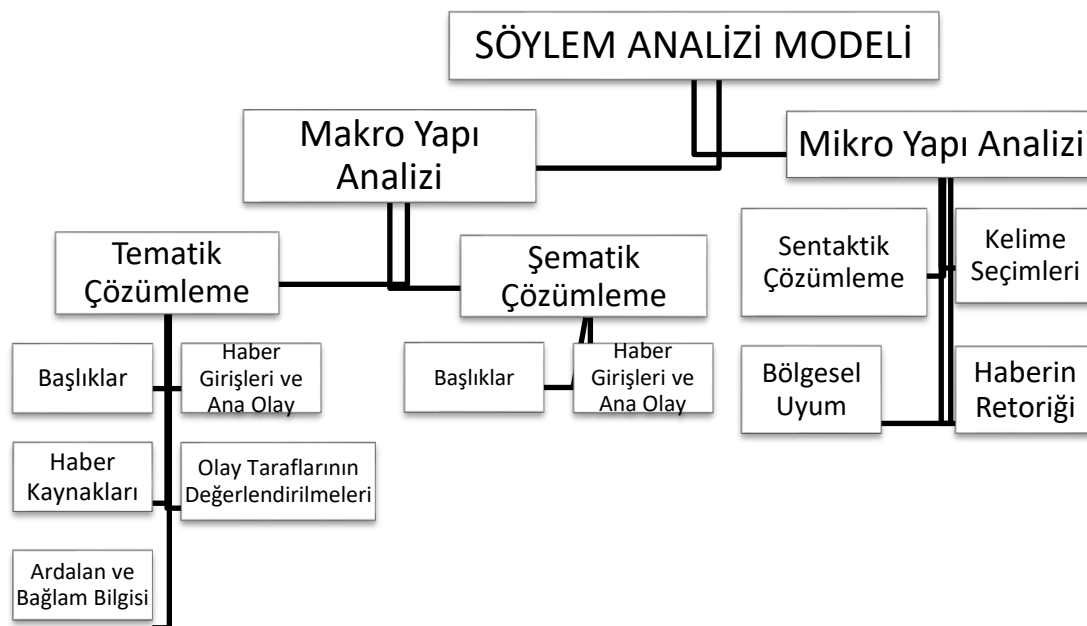 SÖYLEM ANALİZİ MODELİ
Makro Yapı
Analizi
Mikro Yapı Analizi
Tematik
Çözümleme
Şematik
Çözümleme
Sentaktik
Çözümleme
Kelime
Seçimleri
Başlıklar
Haber
Girişleri ve
Ana Olay
Başlıklar
Haber
Girişleri ve
Ana Olay
Bölgesel
Uyum
Haberin
Retoriği
Haber
Kaynakları
Olay Taraflarının
Değerlendirilmeleri
Ardalan ve
Bağlam Bilgisi